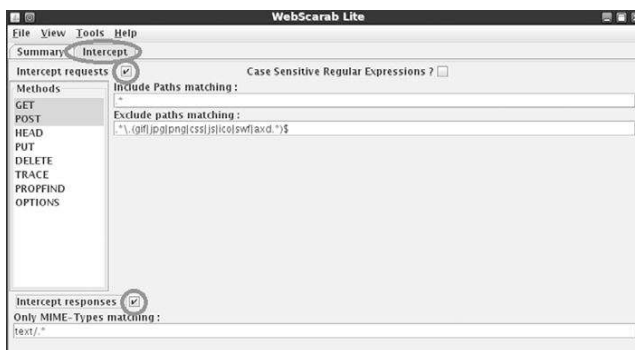 WebScarab Lite
File View Tools Help
Summary Intercept
Intercept requests Case Sensitive Regular Expressions ?
Methods
GET
POST
HEAD
PUT
DELETE
TRACE
PROPFIND
OPTIONS
Include Paths matching :
.*
Exclude paths matching :
.*\.(gif|jpg|png|css|js|ico|swf|axd.*)$
Intercept responses
Only MIME-Types matching :
text/.*